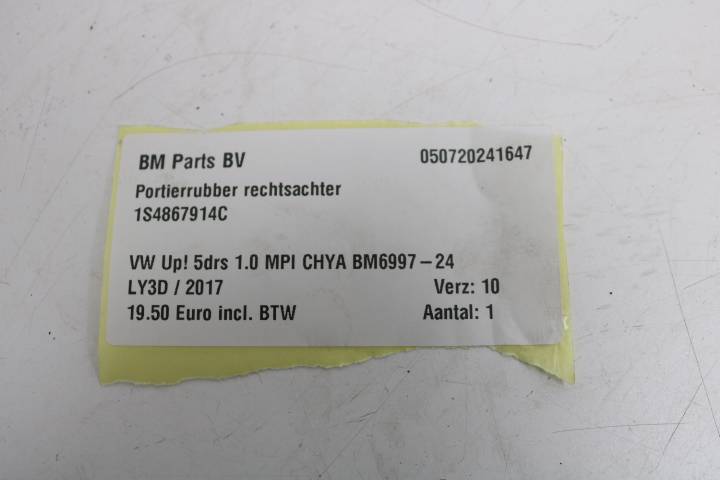 BM Parts BV 050720241647
Portierrubber rechtsachter
1S4867914C
VW Up! 5drs 1.0 MPI CHYA BM6997-24
LY3D / 2017 Verz: 10
19.50 Euro incl. BTW Aantal: 1